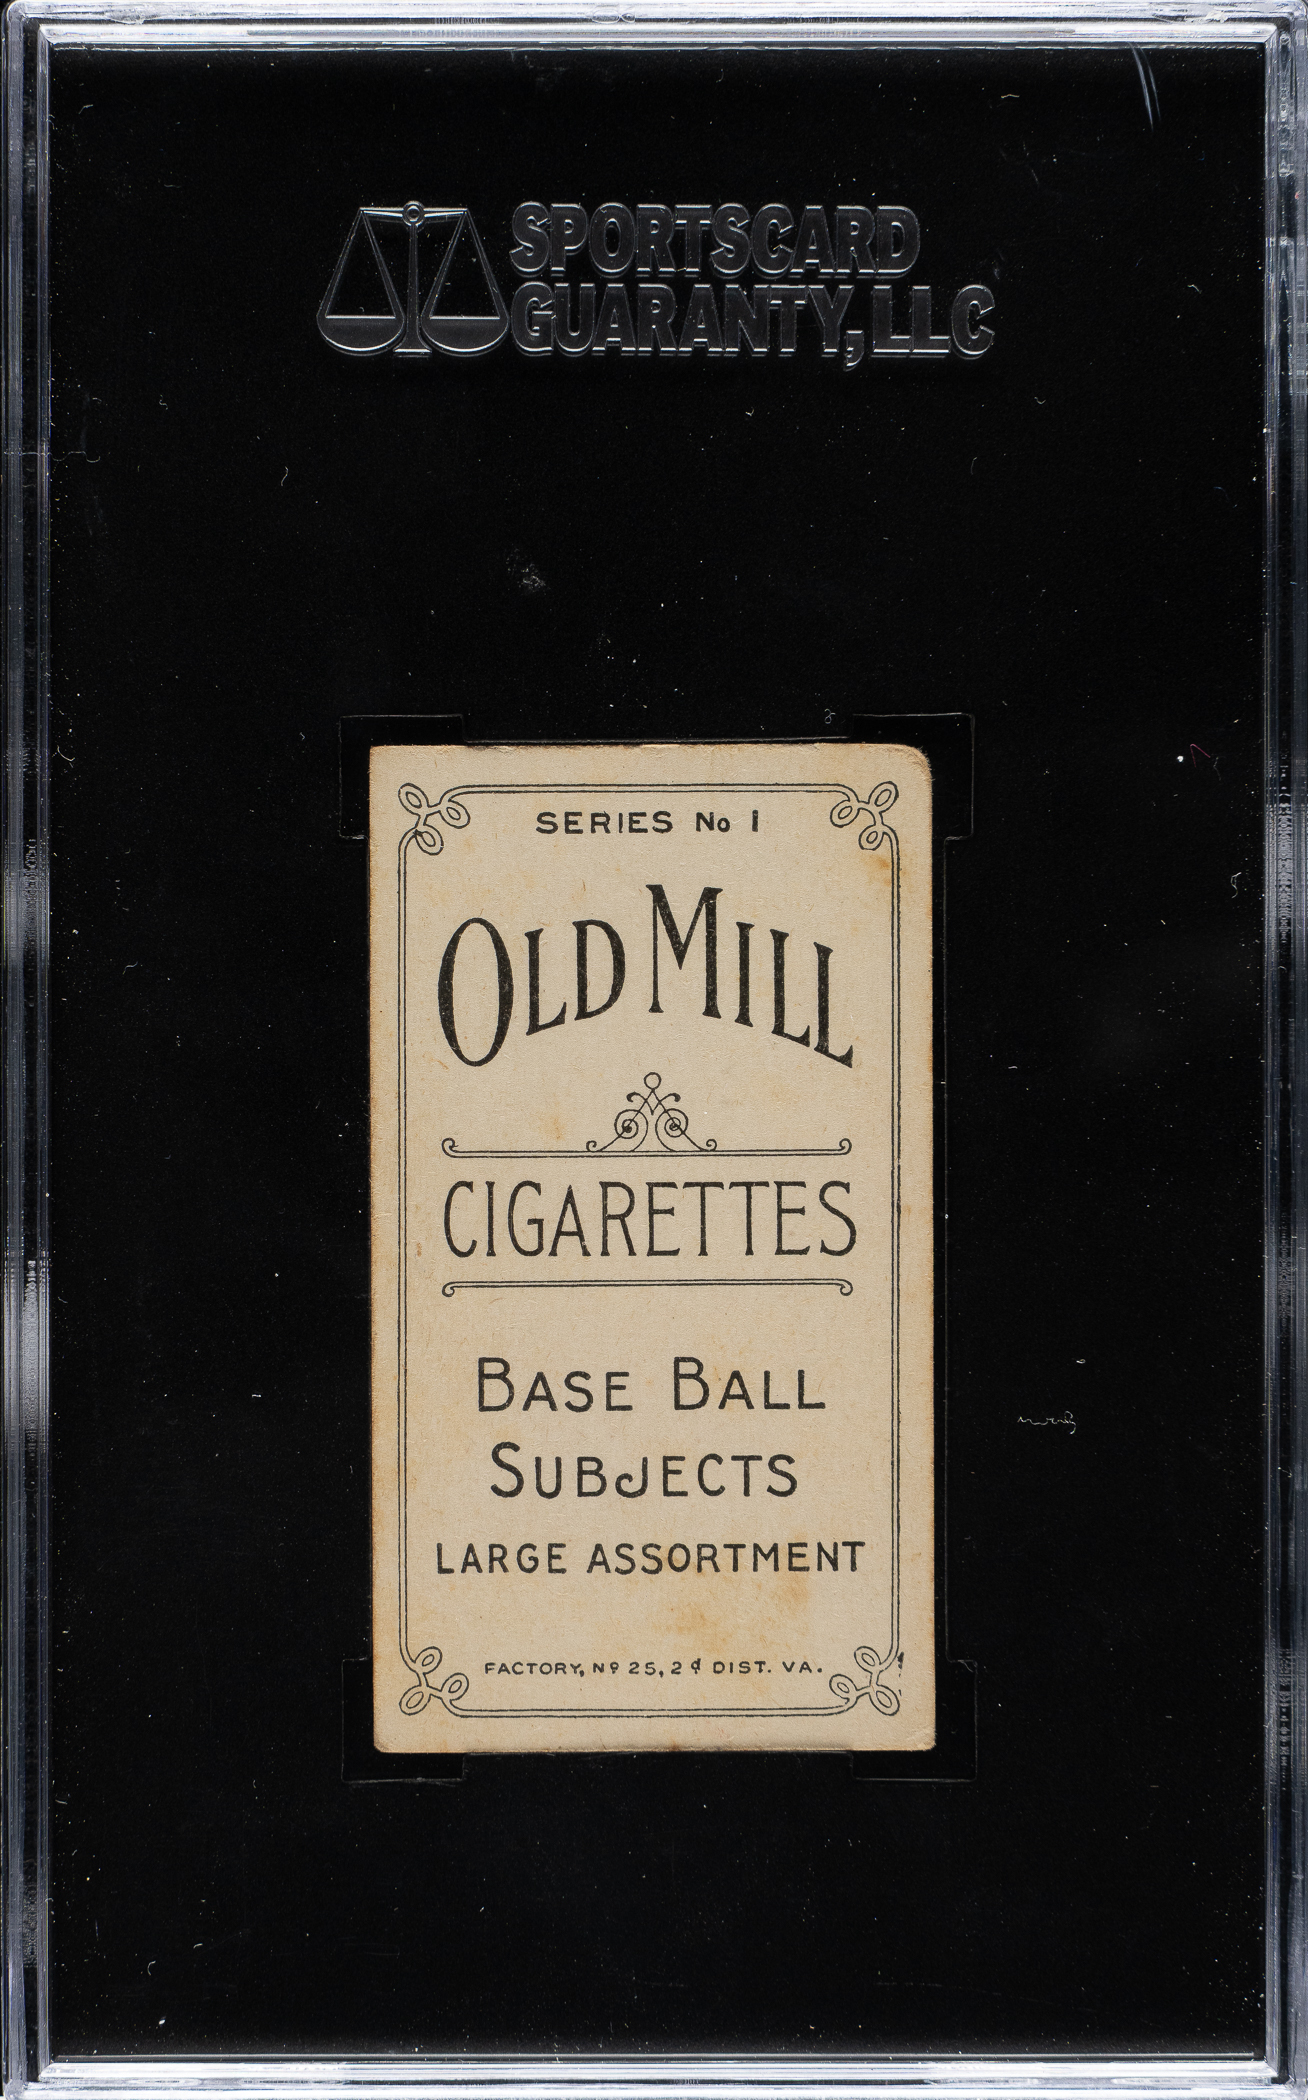 SPORTSCARD
GUARANTY, LLC
SERIES No 1
OLD MILL
CIGARETTES
BASE BALL
SUBJECTS
LARGE ASSORTMENT
FACTORY, Nº 25, 2d DIST. VA.